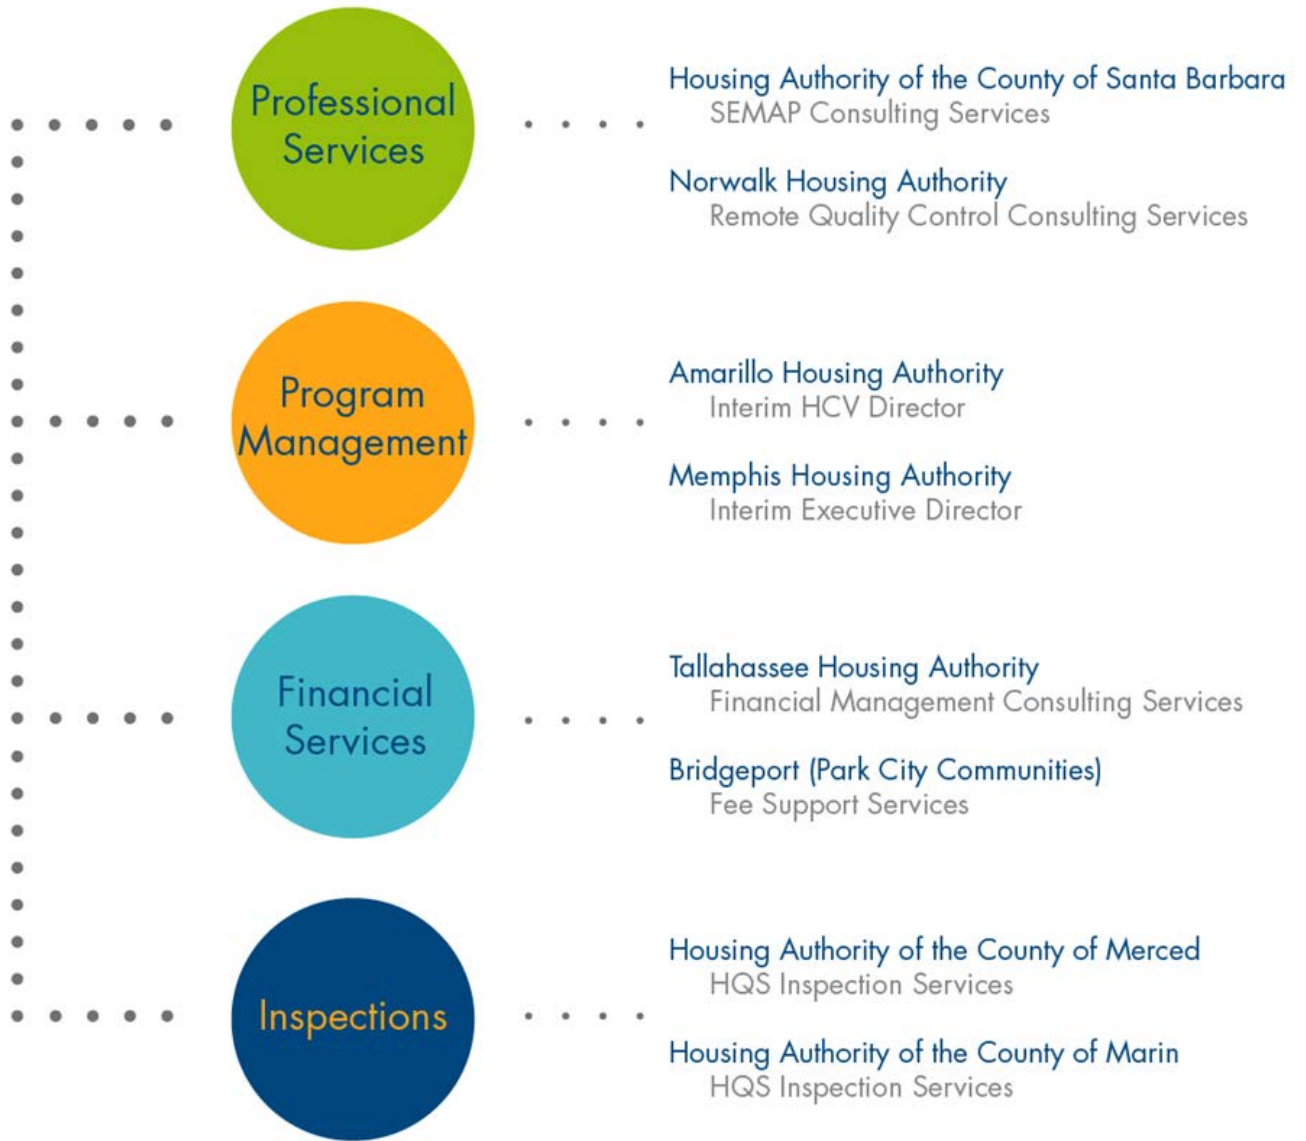 Professional
Services
Housing Authority of the County of Santa Barbara
SEMAP Consulting Services
Norwalk Housing Authority
Remote Quality Control Consulting Services
Program
Management
Amarillo Housing Authority
Interim HCV Director
Memphis Housing Authority
Interim Executive Director
Financial
Services
Tallahassee Housing Authority
Financial Management Consulting Services
Bridgeport (Park City Communities)
Fee Support Services
Inspections
Housing Authority of the County of Merced
HQS Inspection Services
Housing Authority of the County of Marin
HQS Inspection Services